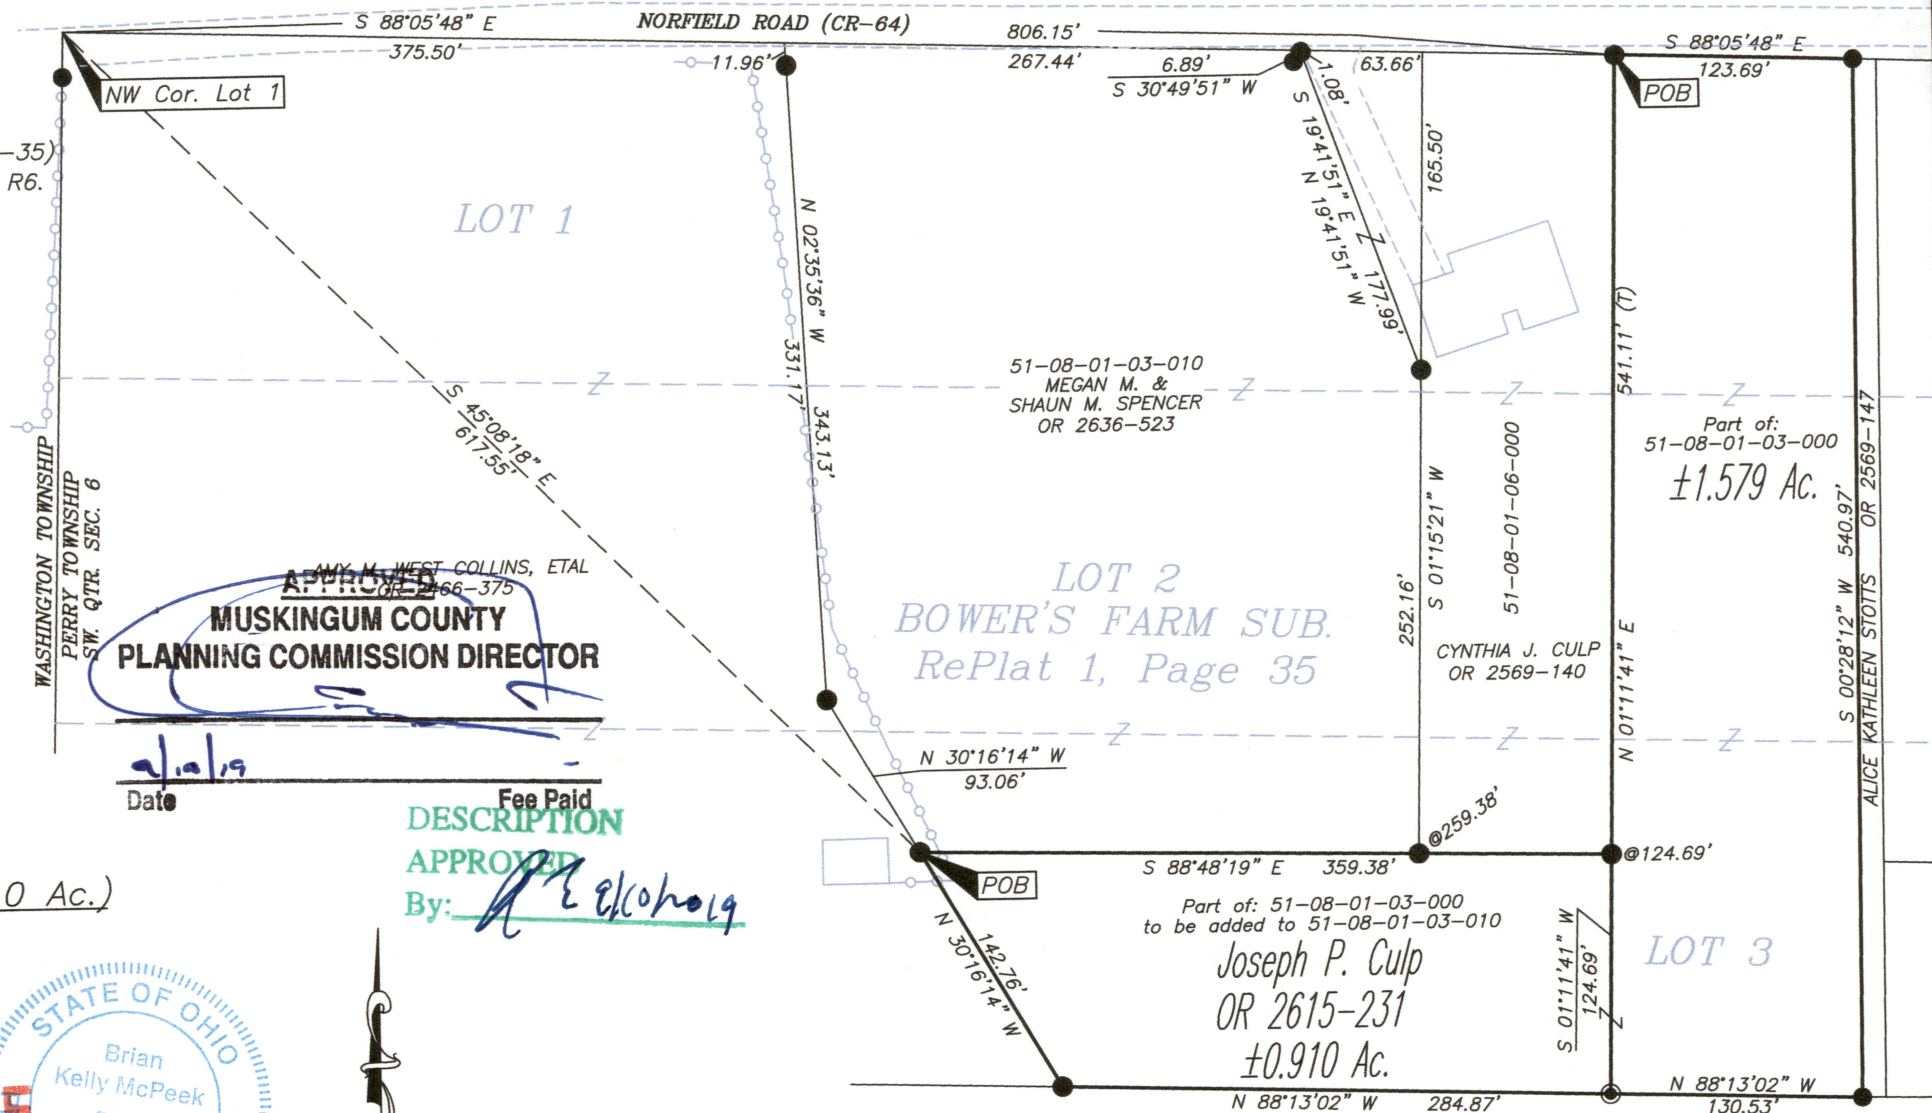 S 88°05'48" E
375.50'
NORFIELD ROAD (CR-64)
806.15'
S 88°05'48" E
123.69'
11.96'
267.44'
6.89'
S 30°49'51" W
1.08'
63.66'
NW Cor. Lot 1
POB
-35)
R6.
LOT 1
N 02°35'36" W
331.17'
343.13'
S 19°41'51" E
N 19°41'51" W
177.99'
165.50'
541.11' (T)
S 45°08'18" E
617.55'
51-08-01-03-010
MEGAN M. &
SHAUN M. SPENCER
OR 2636-523
Part of:
51-08-01-03-000
±1.579 Ac.
WASHINGTON TOWNSHIP
PERRY TOWNSHIP
SW. QTR. SEC. 6
AMY M. WEST COLLINS, ETAL
OR 2466-375
APPROVED
MUSKINGUM COUNTY
PLANNING COMMISSION DIRECTOR
Date
Fee Paid
LOT 2
BOWER'S FARM SUB.
RePlat 1, Page 35
252.16'
S 01°15'21" W
51-08-01-06-000
CYNTHIA J. CULP
OR 2569-140
N 01°11'41" E
S 00°28'12" W 540.97'
ALICE KATHLEEN STOTTS OR 2569-147
N 30°16'14" W
93.06'
DESCRIPTION
APPROVED
By:
POB
S 88°48'19" E 359.38'
@259.38'
@124.69'
Part of: 51-08-01-03-000
to be added to 51-08-01-03-010
Joseph P. Culp
OR 2615-231
±0.910 Ac.
142.76'
N 30°16'14" W
S 01°11'41" W
124.69'
LOT 3
N 88°13'02" W 284.87'
N 88°13'02" W
130.53'
0 Ac.)
STATE OF OHIO
Brian
Kelly McPeek